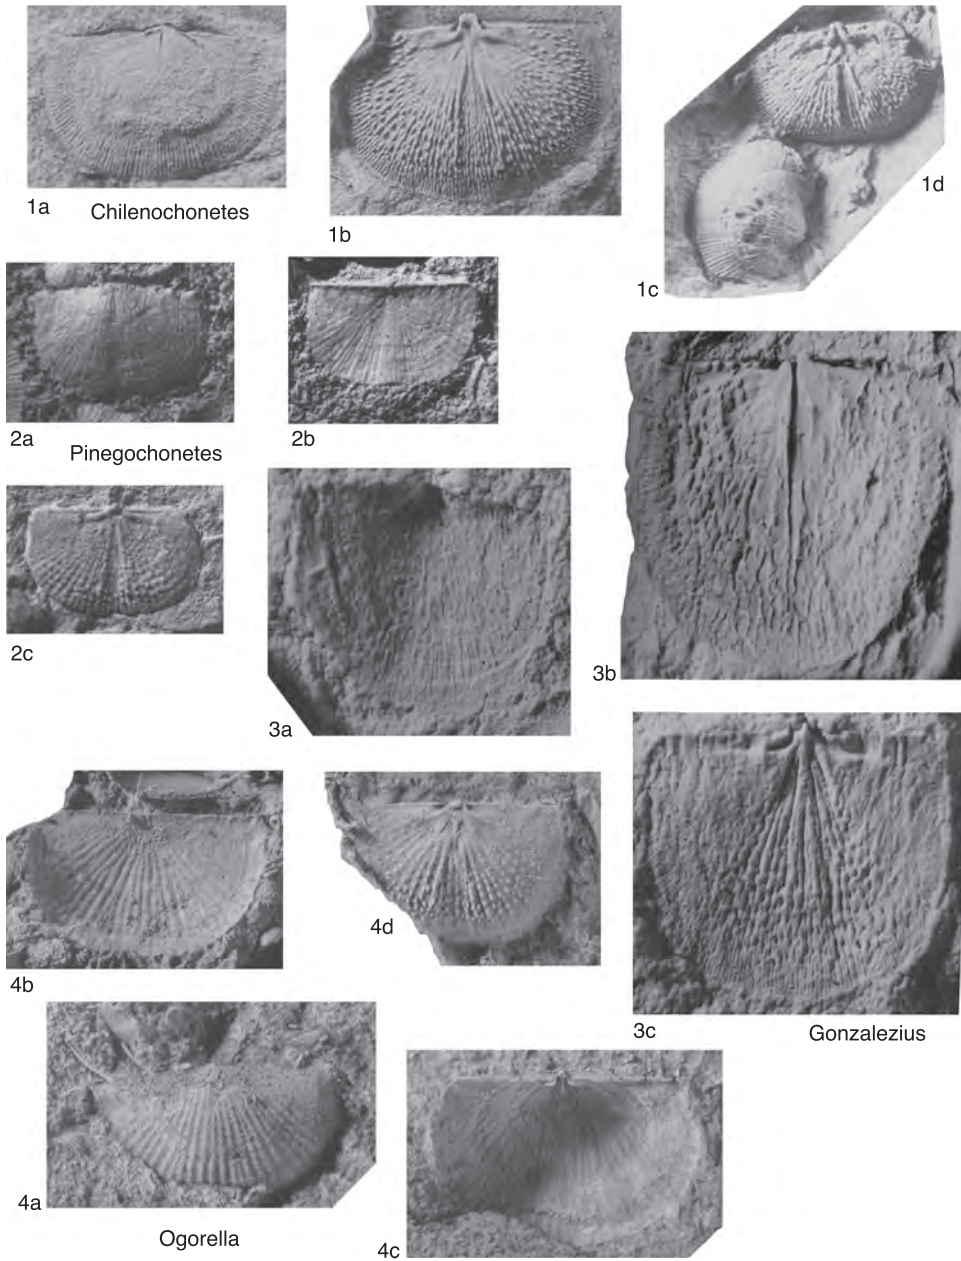 1a
Chilenochonetes
1b
1d
1c
2a
2b
Pinegochonetes
2c
3a
3b
4b
4d
3c
Gonzalezius
4a
Ogorella
4c